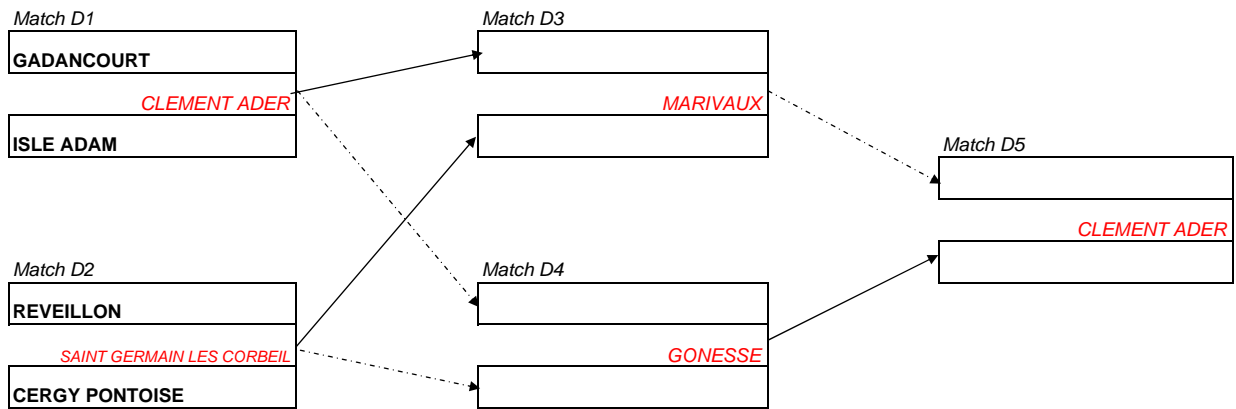 Match D1
GADANCOURT
CLEMENT ADER
ISLE ADAM
Match D2
REVEILLON
SAINT GERMAIN LES CORBEIL
CERGY PONTOISE
Match D3
MARIVAUX
Match D4
GONESSE
Match D5
CLEMENT ADER